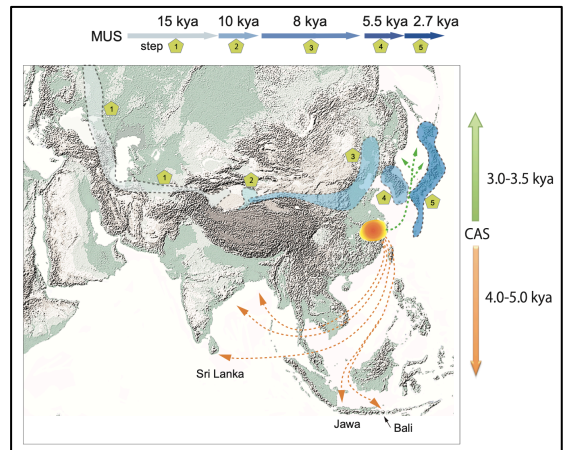 15 kya 10 kya 8 kya 5.5 kya 2.7 kya
MUS
step 1 2 3 4 5
1
3
1
2
4
3.0-3.5 kya
5
CAS
4.0-5.0 kya
Sri Lanka
Jawa
Bali